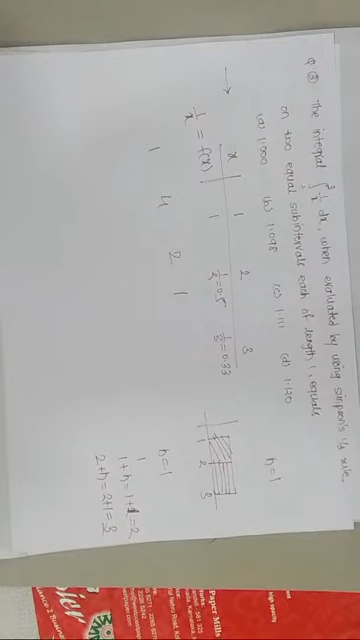 Q ③ The integral ∫₁³ 1/x dx, when evaluated by using simpson's ⅓ rule
on two equal subintervals each of length 1, equals
(a) 1.000 (b) 1.098 (c) 1.111 (d) 1.120
→ h=1
x 1 2 3
1/x = f(x) 1 1/2=0.5 1/3=0.33
1 4 2 1
1 2 3
h=1
1
1+h=1+1=2
2+h=2+1=3
Paper Mills
high opacity